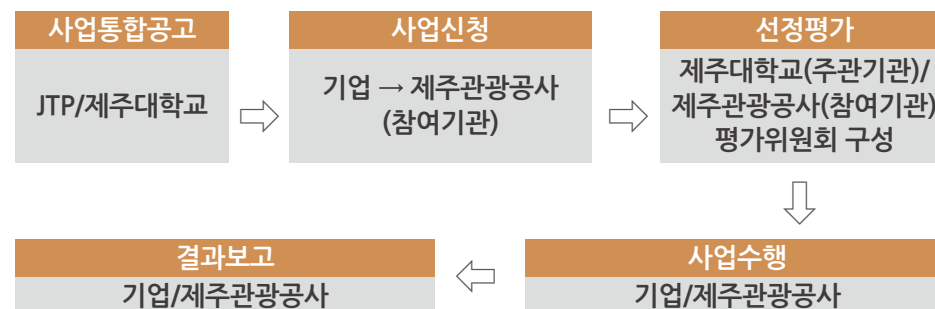 사업통합공고
JTP/제주대학교
사업신청
기업 → 제주관광공사
(참여기관)
선정평가
제주대학교(주관기관)/
제주관광공사(참여기관)
평가위원회 구성
사업수행
기업/제주관광공사
결과보고
기업/제주관광공사